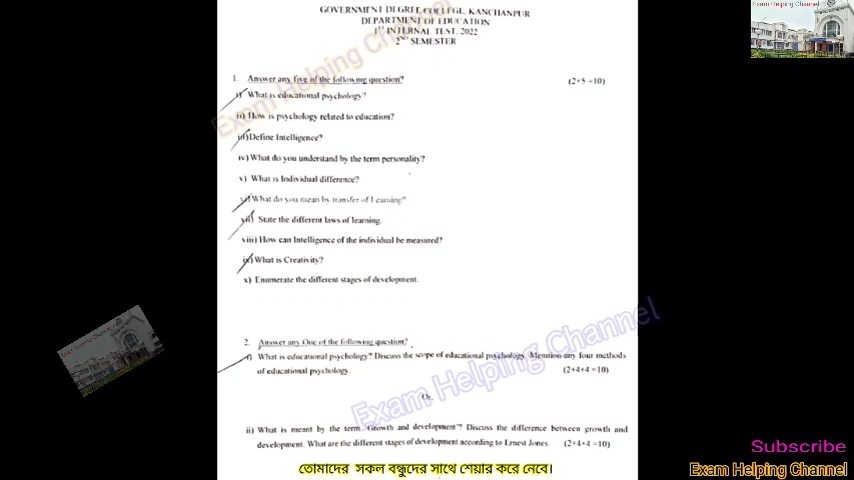 GOVERNMENT DEGREE COLLEGE, KANCHANPUR
DEPARTMENT OF EDUCATION
1ST INTERNAL TEST, 2022
2ND SEMESTER
1. Answer any five of the following question? (2×5 =10)
i) What is educational psychology?
ii) How is psychology related to education?
iii) Define Intelligence?
iv) What do you understand by the term personality?
v) What is Individual difference?
vi) What do you mean by transfer of Learning?
vii) State the different laws of learning.
viii) How can Intelligence of the individual be measured?
ix) What is Creativity?
x) Enumerate the different stages of development.
2. Answer any One of the following question?
i) What is educational psychology? Discuss the scope of educational psychology. Mention any four methods
of educational psychology. (2+4+4 =10)
Or,
ii) What is meant by the term 'Growth and development'? Discuss the difference between growth and
development. What are the different stages of development according to Ernest Jones. (2+4+4 =10)
Exam Helping Channel
Exam Helping Channel
Exam Helping Channel
Subscribe
Exam Helping Channel
তোমাদের সকল বন্ধুদের সাথে শেয়ার করে নেবে।